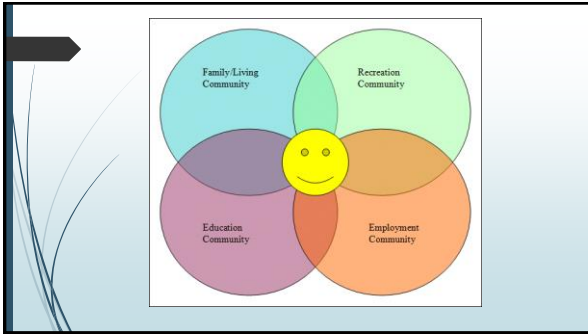 Family/Living
Community
Recreation
Community
Education
Community
Employment
Community